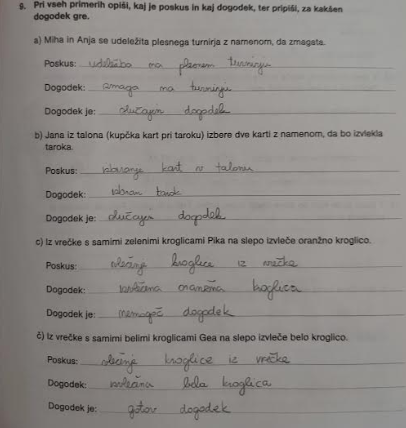 9. Pri vseh primerih opiši, kaj je poskus in kaj dogodek, ter pripiši, za kakšen
dogodek gre.
a) Miha in Anja se udeležita plesnega turnirja z namenom, da zmagata.
Poskus: udeležba na plesnem turnirju
Dogodek: zmaga na turnirju
Dogodek je: slučajen dogodek
b) Jana iz talona (kupčka kart pri taroku) izbere dve karti z namenom, da bo izvlekla
taroka.
Poskus: izbiranje kart v talonu
Dogodek: izbran tarok
Dogodek je: slučajen dogodek
c) Iz vrečke s samimi zelenimi kroglicami Pika na slepo izvleče oranžno kroglico.
Poskus: vlečenje kroglice iz vrečke
Dogodek: izvlečena oranžna kroglica
Dogodek je: nemogoč dogodek
č) Iz vrečke s samimi belimi kroglicami Gea na slepo izvleče belo kroglico.
Poskus: vlečenje kroglice iz vrečke
Dogodek: izvlečena bela kroglica
Dogodek je: gotov dogodek